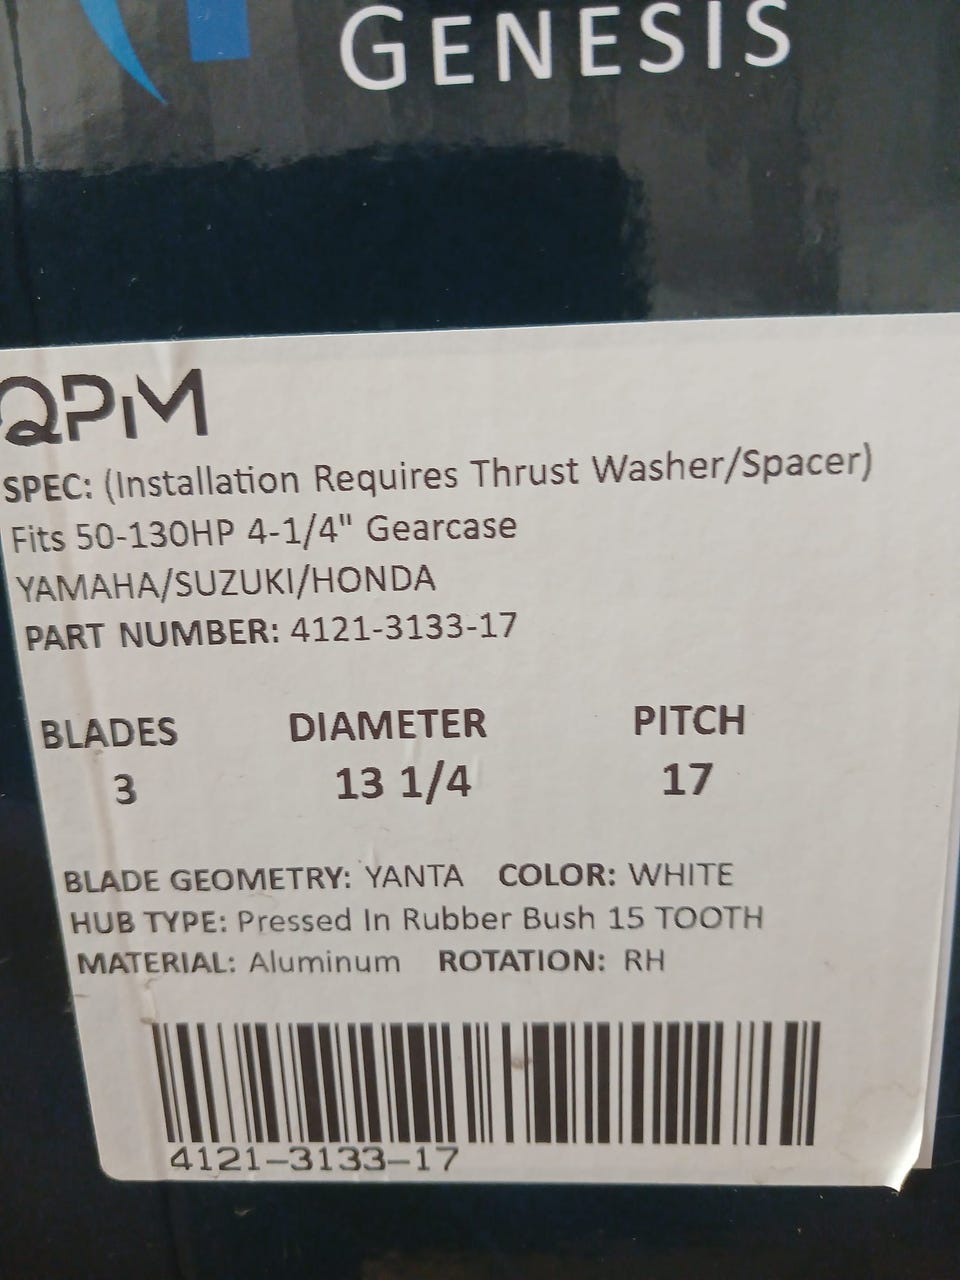 GENESIS
QPM
SPEC: (Installation Requires Thrust Washer/Spacer)
Fits 50-130HP 4-1/4" Gearcase
YAMAHA/SUZUKI/HONDA
PART NUMBER: 4121-3133-17
BLADES DIAMETER PITCH
3 13 1/4 17
BLADE GEOMETRY: YANTA COLOR: WHITE
HUB TYPE: Pressed In Rubber Bush 15 TOOTH
MATERIAL: Aluminum ROTATION: RH
4121-3133-17